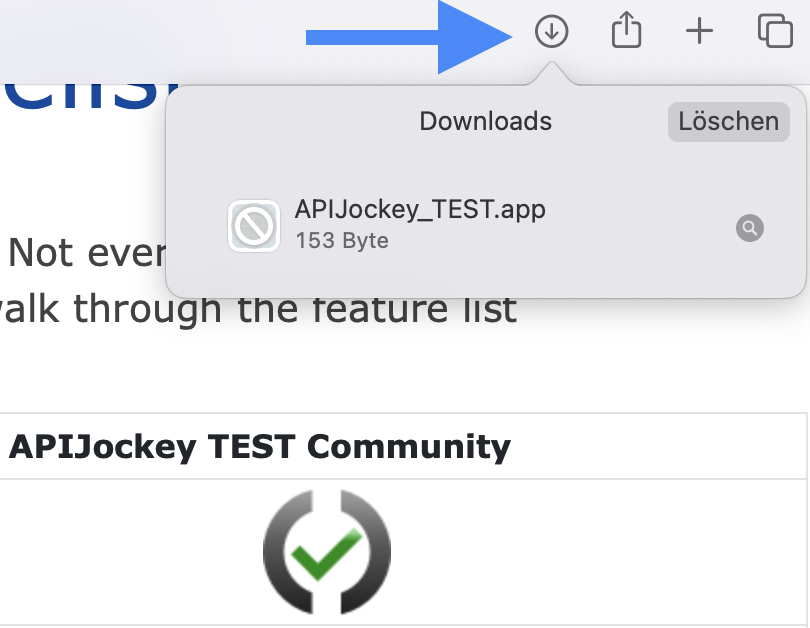 Downloads
Löschen
APIJockey_TEST.app
153 Byte
Not ever
walk through the feature list
APIJockey TEST Community